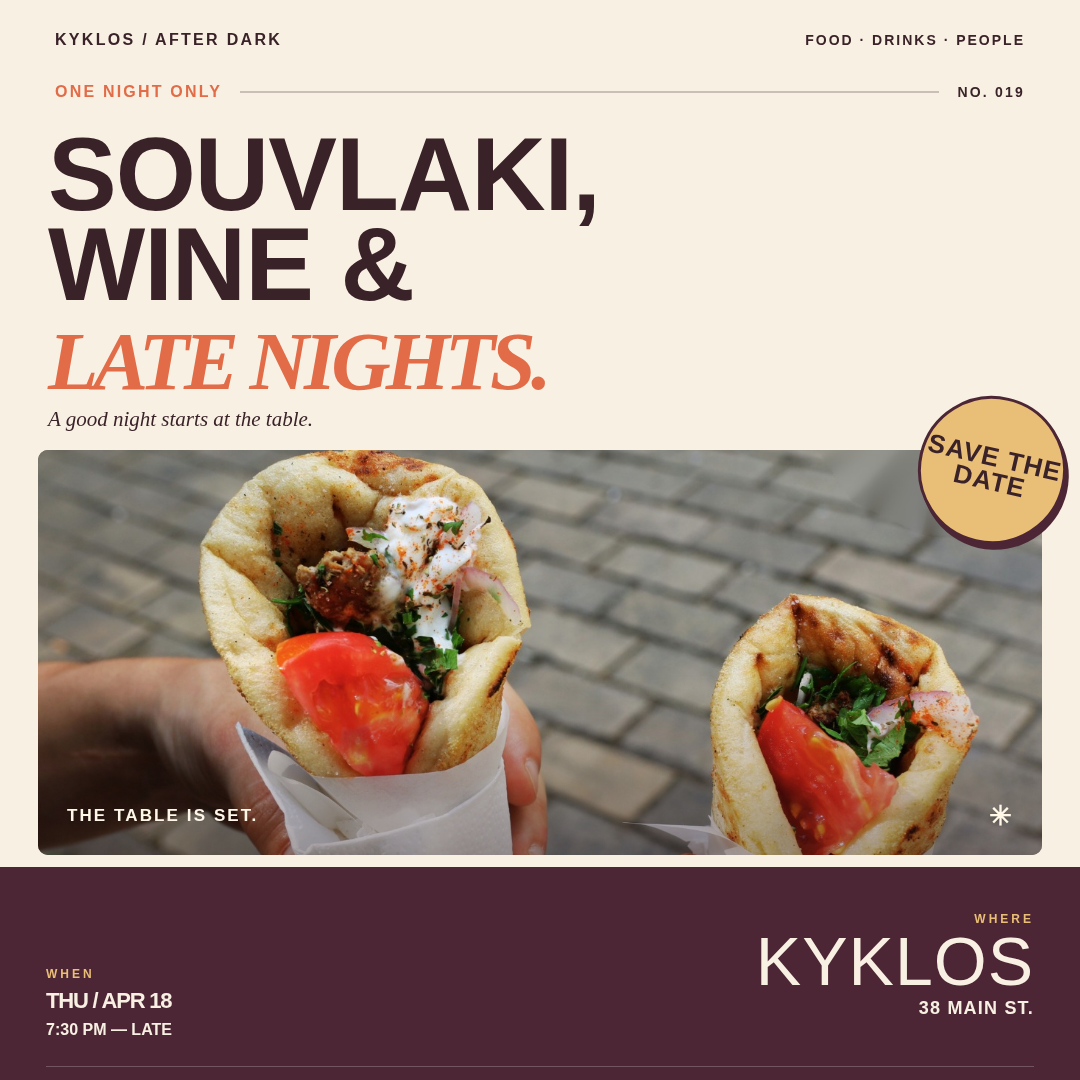 KYKLOS / AFTER DARK
FOOD · DRINKS · PEOPLE
ONE NIGHT ONLY
NO. 019
SOUVLAKI,
WINE &
LATE NIGHTS.
A good night starts at the table.
SAVE THE
DATE
THE TABLE IS SET.
WHEN
THU / APR 18
7:30 PM — LATE
WHERE
KYKLOS
38 MAIN ST.